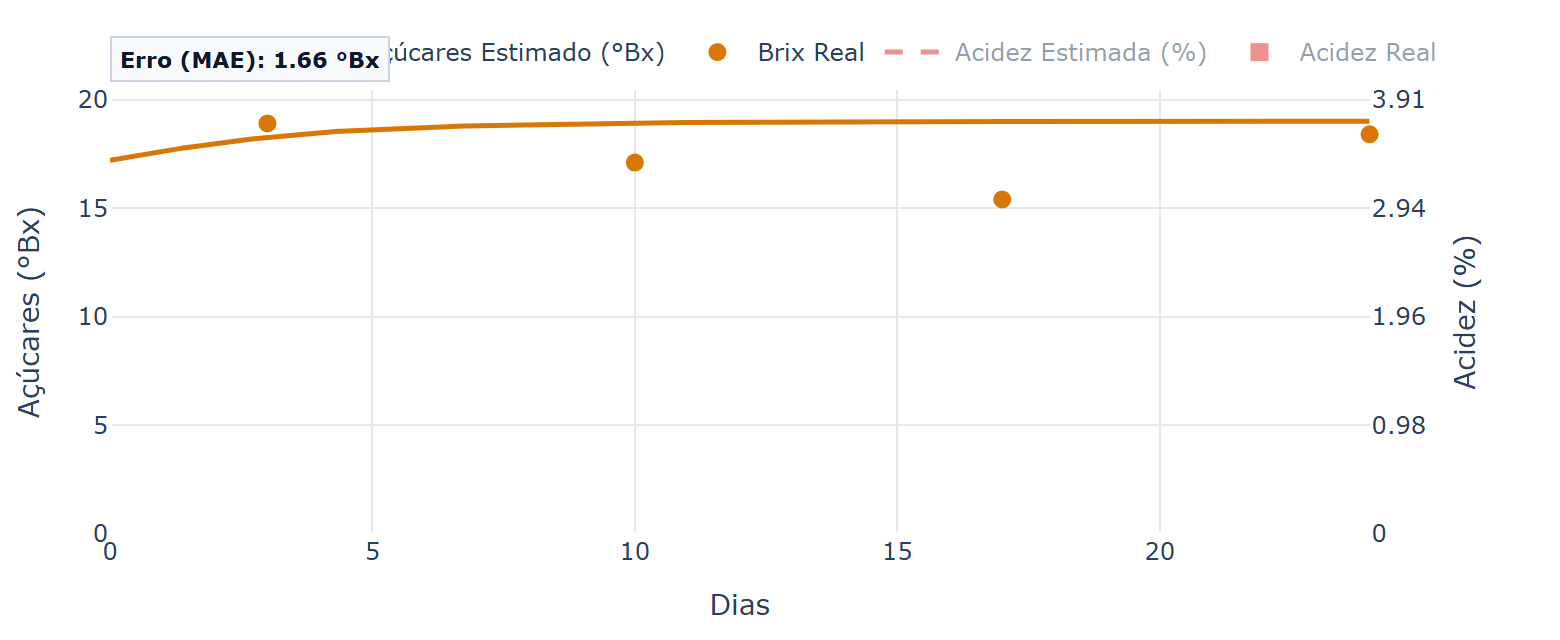 Erro (MAE): 1.66 °Bx
çúcares Estimado (°Bx)
Brix Real
Acidez Estimada (%)
Acidez Real
20
15
10
5
0
Açúcares (°Bx)
3.91
2.94
1.96
0.98
0
Acidez (%)
0
5
10
15
20
Dias